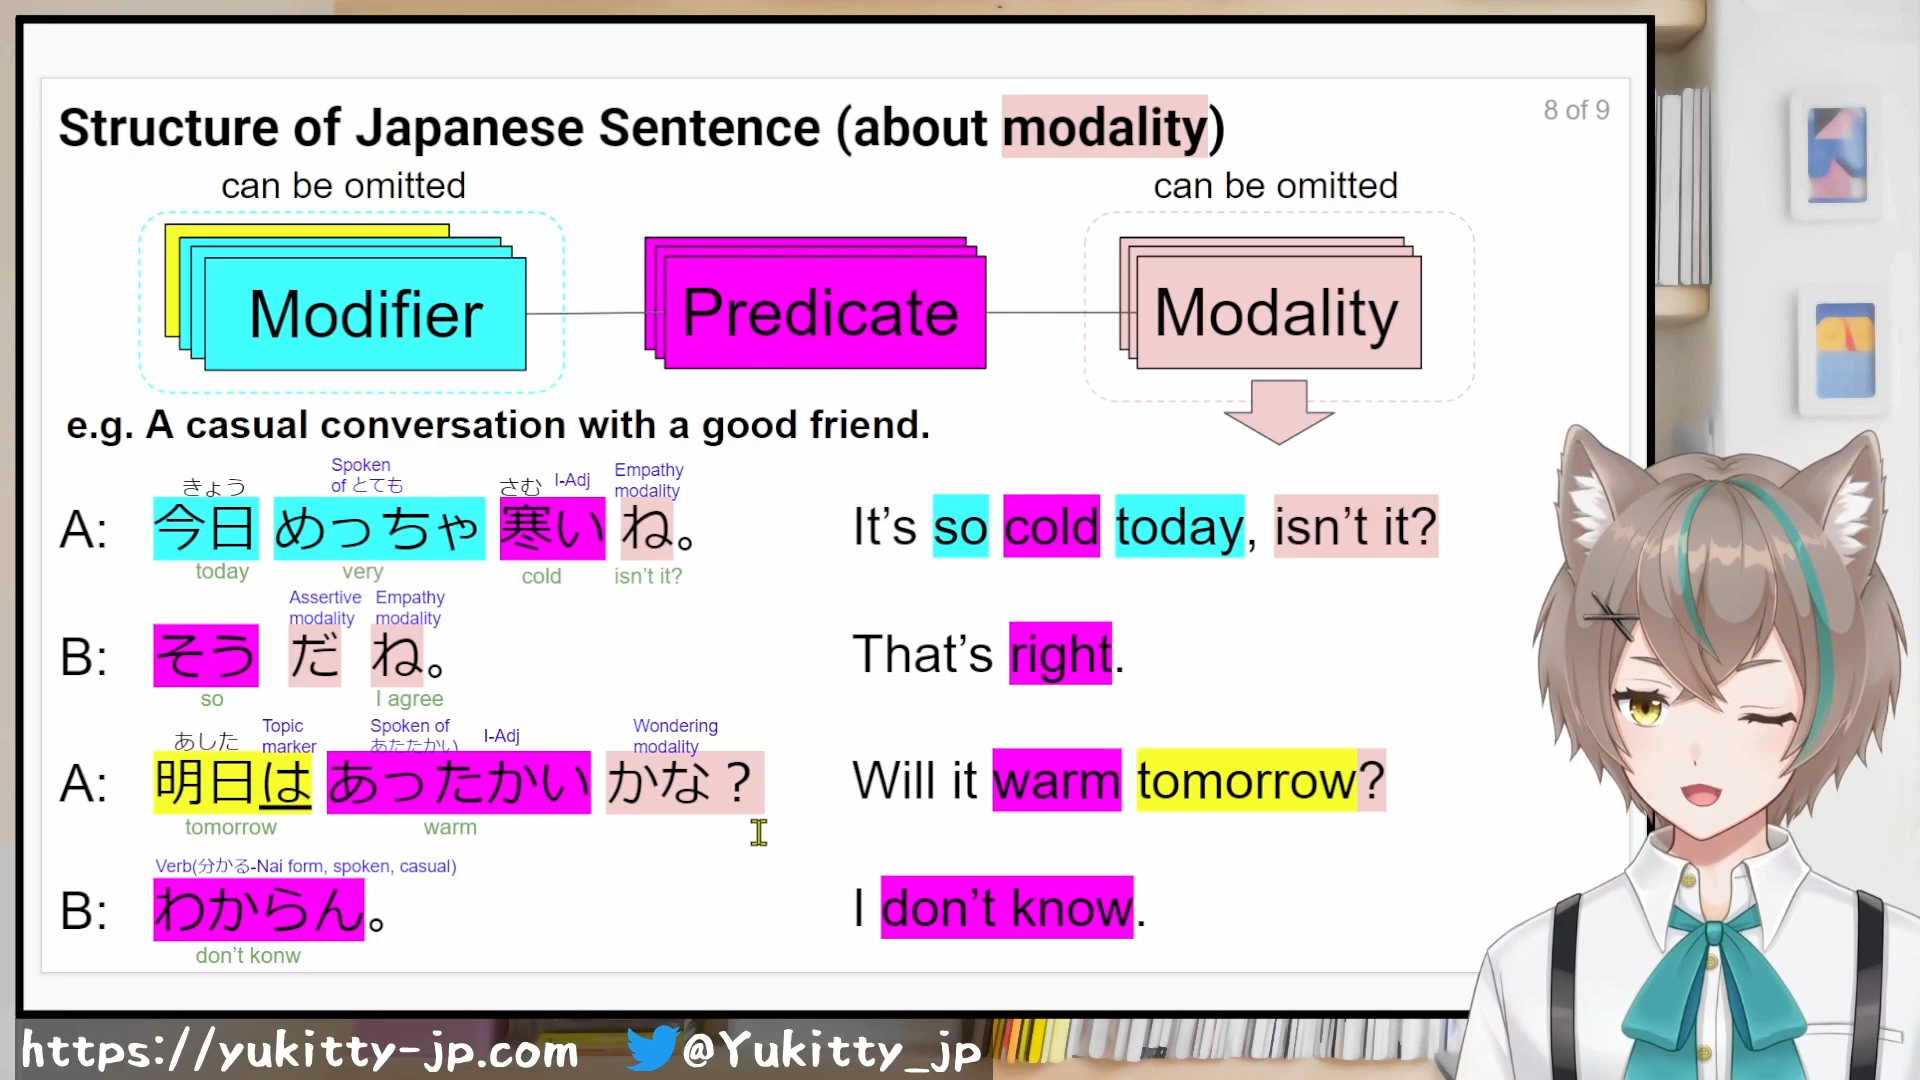 Structure of Japanese Sentence (about modality)
8 of 9
can be omitted
can be omitted
Modifier
Predicate
Modality
e.g. A casual conversation with a good friend.
Spoken of とても
I-Adj
Empathy modality
きょう
さむ
A: 今日 めっちゃ 寒い ね。
It's so cold today, isn't it?
today
very
cold
isn't it?
Assertive modality
Empathy modality
B: そう だ ね。
That's right.
so
I agree
あした
Topic marker
Spoken of あたたかい
I-Adj
Wondering modality
A: 明日は あったかい かな？
Will it warm tomorrow?
tomorrow
warm
Verb(分かる-Nai form, spoken, casual)
B: わからん。
I don't know.
don't konw
https://yukitty-jp.com
@Yukitty_jp